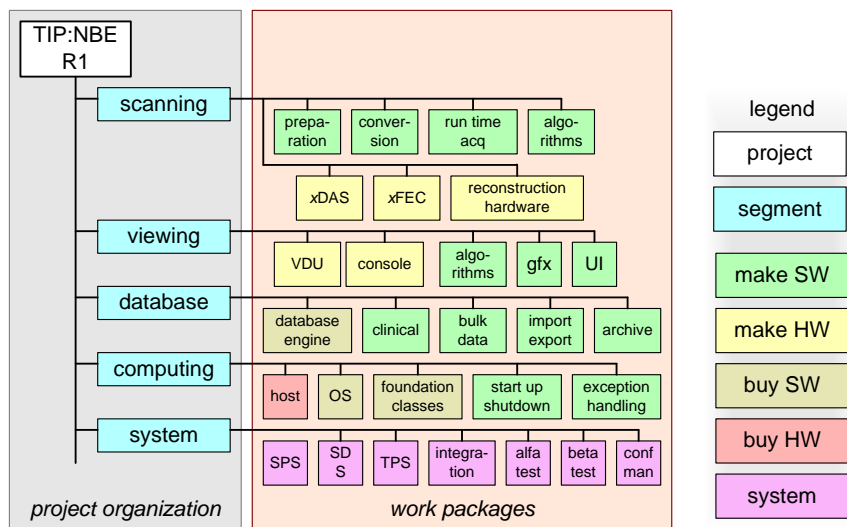 TIP:NBE
R1
scanning
prepa-
ration
conver-
sion
run time
acq
algo-
rithms
xDAS
xFEC
reconstruction
hardware
viewing
VDU
console
algo-
rithms
gfx
UI
database
database
engine
clinical
bulk
data
import
export
archive
computing
host
OS
foundation
classes
start up
shutdown
exception
handling
system
SPS
SD
S
TPS
integra-
tion
alfa
test
beta
test
conf
man
project organization
work packages
legend
project
segment
make SW
make HW
buy SW
buy HW
system